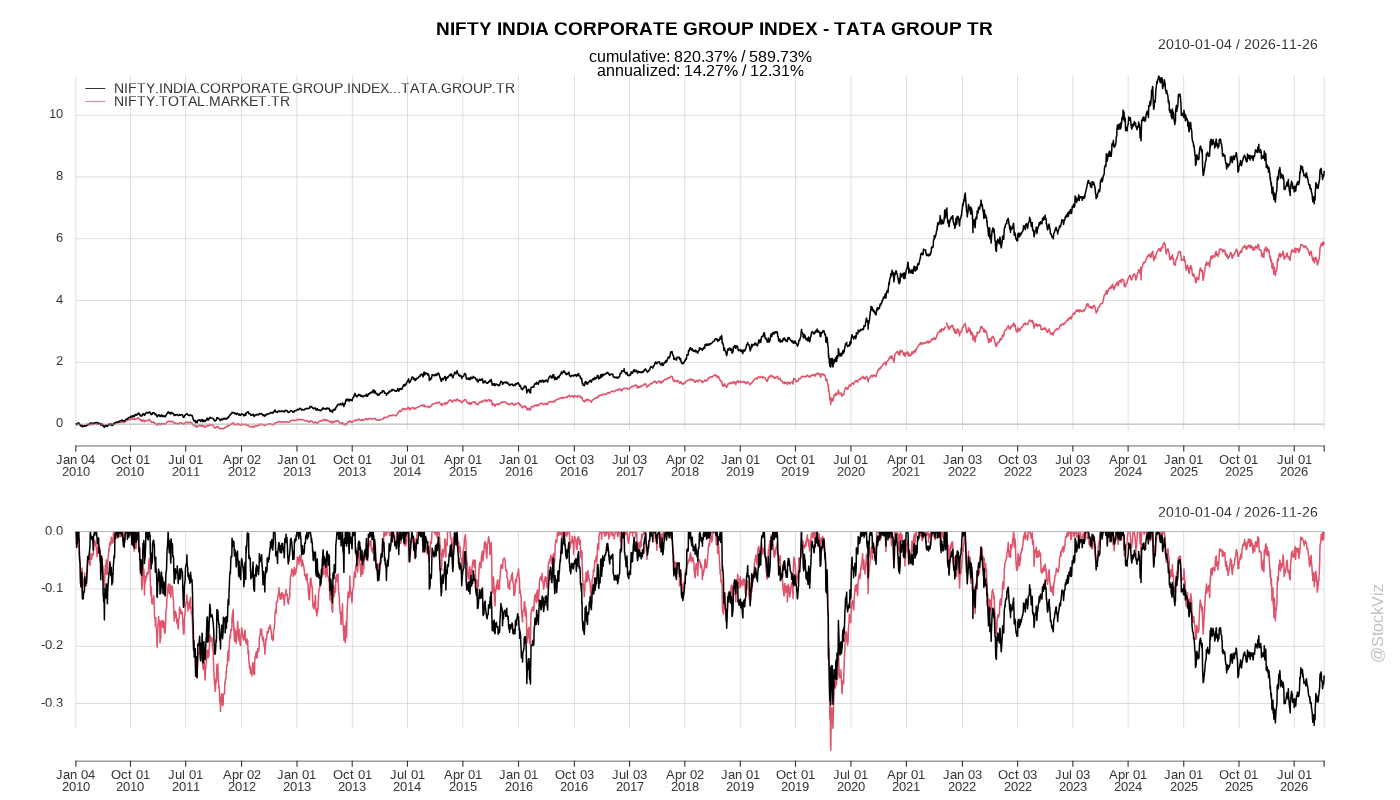 NIFTY INDIA CORPORATE GROUP INDEX - TATA GROUP TR
2010-01-04 / 2026-11-26
cumulative: 820.37% / 589.73%
annualized: 14.27% / 12.31%
NIFTY.INDIA.CORPORATE.GROUP.INDEX...TATA.GROUP.TR
NIFTY.TOTAL.MARKET.TR
10
8
6
4
2
0
Jan 04 Oct 01 Jul 01 Apr 02 Jan 01 Oct 01 Jul 01 Apr 01 Jan 01 Oct 03 Jul 03 Apr 02 Jan 01 Oct 01 Jul 01 Apr 01 Jan 03 Oct 03 Jul 03 Apr 01 Jan 01 Oct 01 Jul 01
2010 2010 2011 2012 2013 2013 2014 2015 2016 2016 2017 2018 2019 2019 2020 2021 2022 2022 2023 2024 2025 2025 2026
2010-01-04 / 2026-11-26
0.0
-0.1
-0.2
-0.3
Jan 04 Oct 01 Jul 01 Apr 02 Jan 01 Oct 01 Jul 01 Apr 01 Jan 01 Oct 03 Jul 03 Apr 02 Jan 01 Oct 01 Jul 01 Apr 01 Jan 03 Oct 03 Jul 03 Apr 01 Jan 01 Oct 01 Jul 01
2010 2010 2011 2012 2013 2013 2014 2015 2016 2016 2017 2018 2019 2019 2020 2021 2022 2022 2023 2024 2025 2025 2026
@StockViz